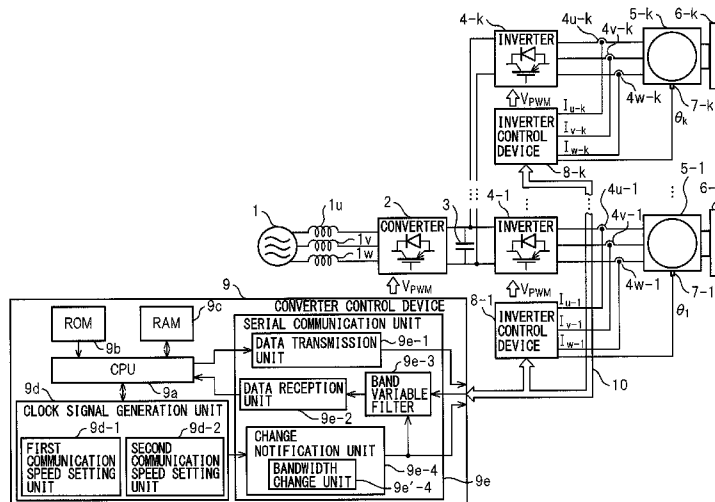 4-k
4u-k
4v-k
5-k
6-k
INVERTER
4w-k
7-k
VPWM
Iu-k
Iv-k
Iw-k
θk
INVERTER
CONTROL
DEVICE
8-k
1
1u
1v
1w
2
CONVERTER
3
4-1
INVERTER
4u-1
4v-1
5-1
6-
4w-1
7-1
VPWM
VPWM
8-1
Iu-1
Iv-1
Iw-1
θ1
INVERTER
CONTROL
DEVICE
10
9
CONVERTER CONTROL DEVICE
ROM
9b
RAM
9c
CPU
9a
SERIAL COMMUNICATION UNIT
DATA TRANSMISSION
UNIT
9e-1
9e-3
DATA RECEPTION
UNIT
9e-2
BAND
VARIABLE
FILTER
9d
CLOCK SIGNAL GENERATION UNIT
9d-1
9d-2
FIRST
COMMUNICATION
SPEED SETTING
UNIT
SECOND
COMMUNICATION
SPEED SETTING
UNIT
CHANGE
NOTIFICATION UNIT
BANDWIDTH
CHANGE UNIT
9e-4
9e'-4
9e